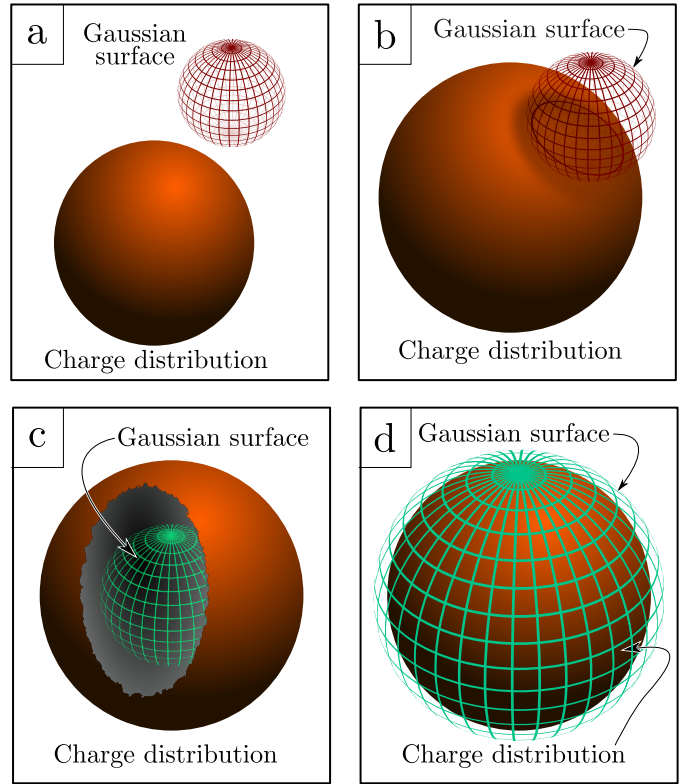 a
Gaussian
surface
Charge distribution
b
Gaussian surface
Charge distribution
c
Gaussian surface
Charge distribution
d
Gaussian surface
Charge distribution